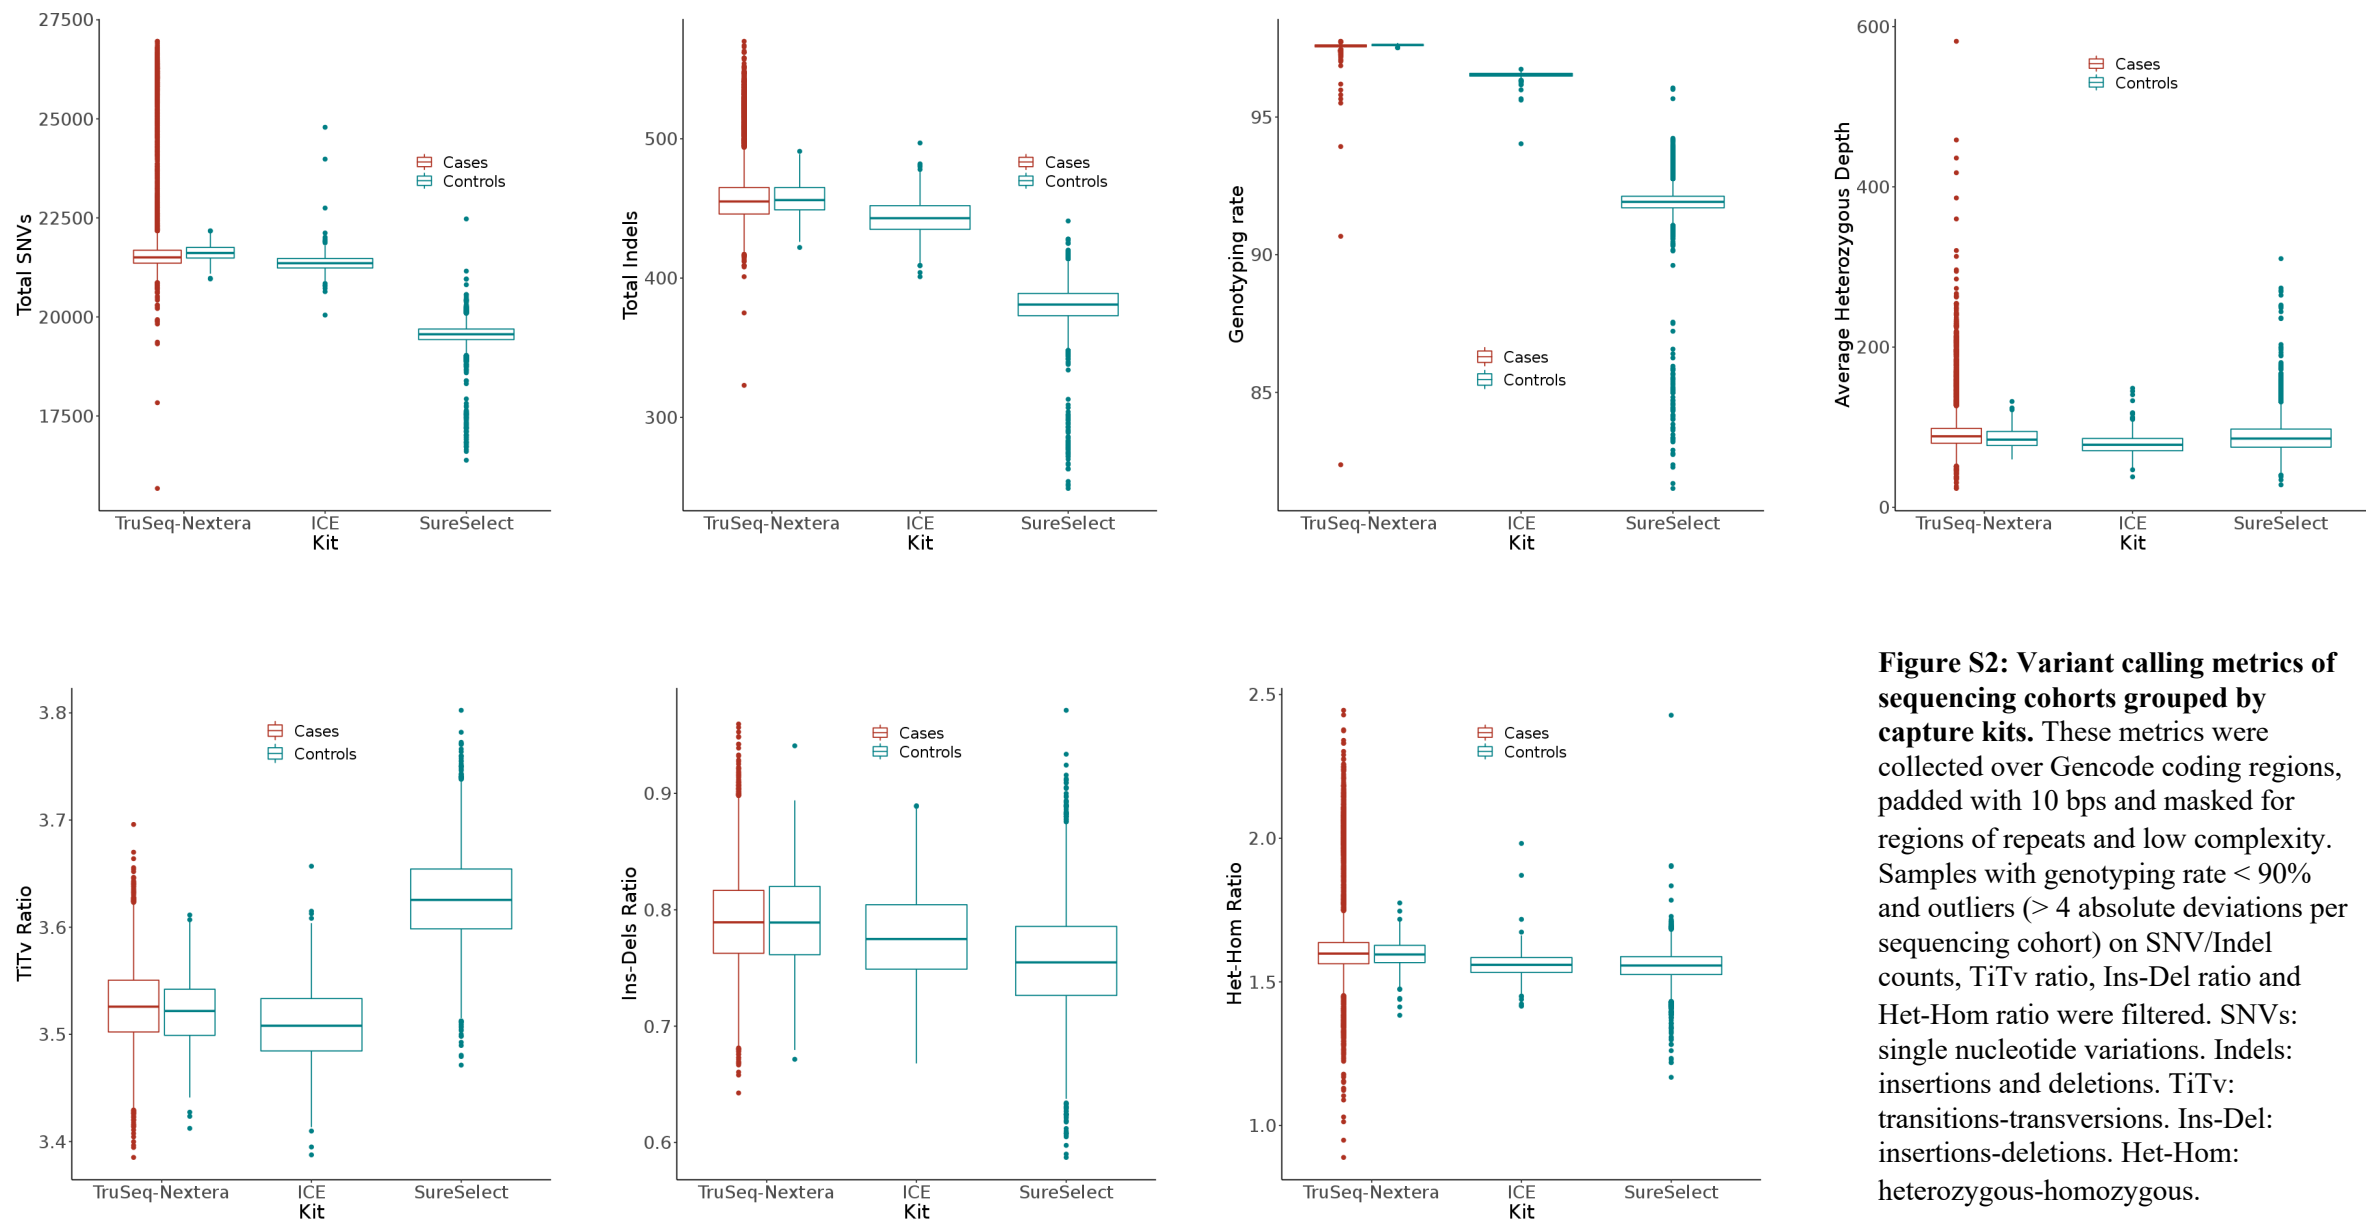 27500
25000
22500
20000
17500
Total SNVs
Cases
Controls
TruSeq-Nextera
ICE
SureSelect
Kit
500
400
300
Total Indels
Cases
Controls
TruSeq-Nextera
ICE
SureSelect
Kit
95
90
85
Genotyping rate
Cases
Controls
TruSeq-Nextera
ICE
SureSelect
Kit
600
400
200
0
Average Heterozygous Depth
Cases
Controls
TruSeq-Nextera
ICE
SureSelect
Kit
3.8
3.7
3.6
3.5
3.4
TiTv Ratio
Cases
Controls
TruSeq-Nextera
ICE
SureSelect
Kit
0.9
0.8
0.7
0.6
Ins-Dels Ratio
Cases
Controls
TruSeq-Nextera
ICE
SureSelect
Kit
2.5
2.0
1.5
1.0
Het-Hom Ratio
Cases
Controls
TruSeq-Nextera
ICE
SureSelect
Kit
Figure S2: Variant calling metrics of
sequencing cohorts grouped by
capture kits. These metrics were
collected over Gencode coding regions,
padded with 10 bps and masked for
regions of repeats and low complexity.
Samples with genotyping rate < 90%
and outliers (> 4 absolute deviations per
sequencing cohort) on SNV/Indel
counts, TiTv ratio, Ins-Del ratio and
Het-Hom ratio were filtered. SNVs:
single nucleotide variations. Indels:
insertions and deletions. TiTv:
transitions-transversions. Ins-Del:
insertions-deletions. Het-Hom:
heterozygous-homozygous.